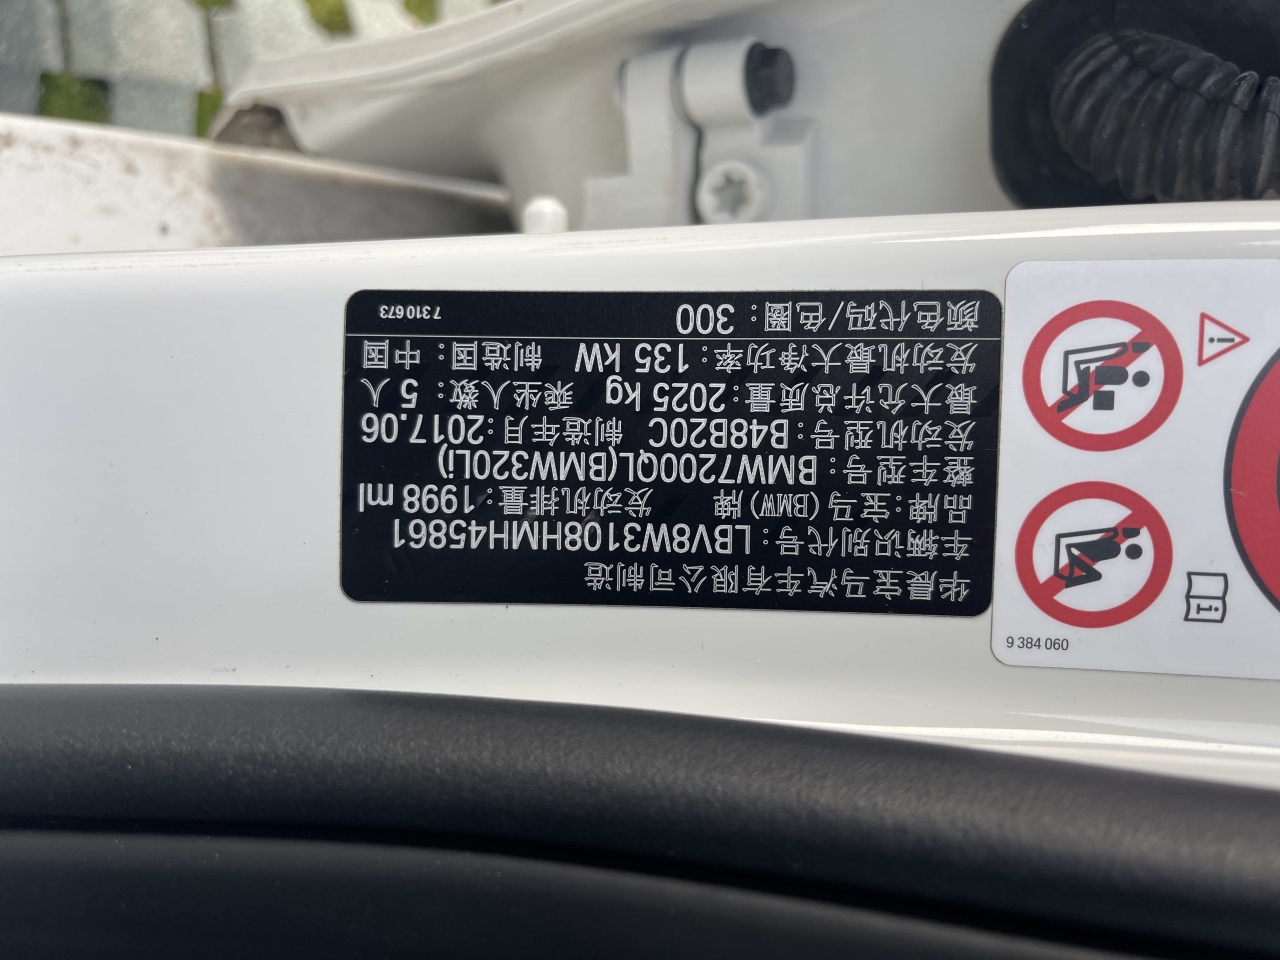 华晨宝马汽车有限公司制造
车辆识别代号：LBV8W3108HMH45861
品牌：宝马（BMW）牌 发动机排量：1998 ml
整车型号：BMW7200QL(BMW320Li)
发动机型号：B48B20C 制造年月：2017.06
最大允许总质量：2025 kg 乘坐人数：5 人
发动机最大净功率：135 kW 制造国：中国
颜色代码/色圈：300 7 310 673
9 384 060